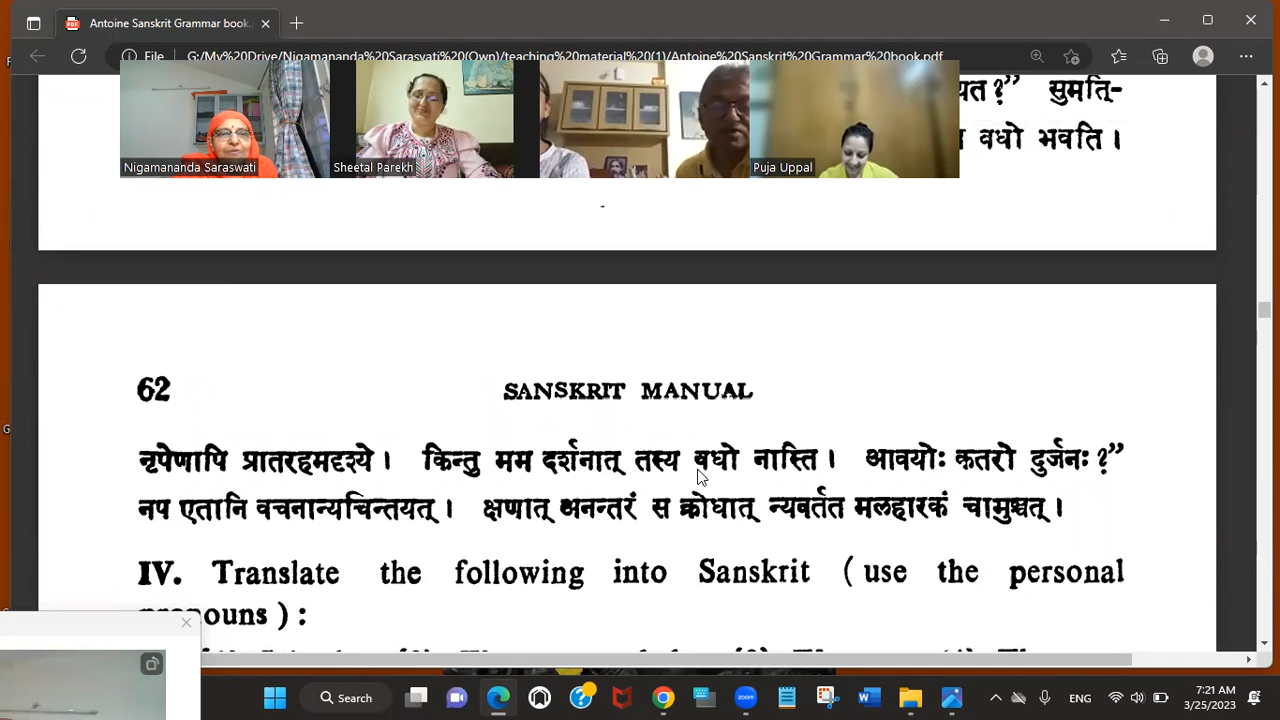 Antoine Sanskrit Grammar book.
File G:/My%20Drive/Nigamananda%20Sarasvati%20(Own)/teaching%20material%20(1)/Antoine%20Sanskrit%20Grammar%20book.pdf
यत ?” सुमति-
वधो भवति ।
Nigamananda Saraswati
Sheetal Parekh
Puja Uppal
62 SANSKRIT MANUAL
नृपेणापि प्रातरहमदृश्ये । किन्तु मम दर्शनात् तस्य वधो नास्ति । आवयोः कतरो दुर्जनः ?”
नप एतानि वचनान्यचिन्तयत् । क्षणात् अनन्तरं स क्रोधात् न्यवर्तत मलहारकं चामुञ्चत् ।
IV. Translate the following into Sanskrit ( use the personal
pronouns ) :
Search
ENG
7:21 AM
3/25/2023